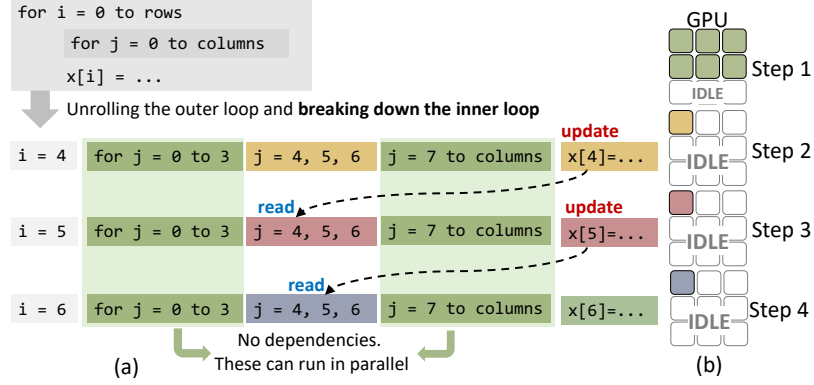 for i = 0 to rows
for j = 0 to columns
x[i] = ...
Unrolling the outer loop and breaking down the inner loop
update
i = 4 for j = 0 to 3 j = 4, 5, 6 j = 7 to columns x[4]=...
read update
i = 5 for j = 0 to 3 j = 4, 5, 6 j = 7 to columns x[5]=...
read
i = 6 for j = 0 to 3 j = 4, 5, 6 j = 7 to columns x[6]=...
No dependencies.
These can run in parallel
(a)
GPU
Step 1
IDLE
Step 2
IDLE
Step 3
IDLE
Step 4
IDLE
(b)